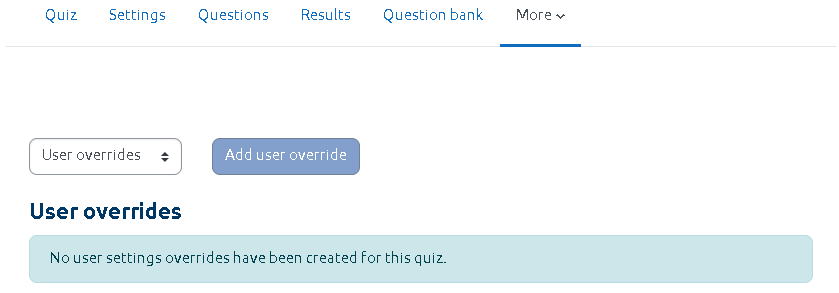 Quiz Settings Questions Results Question bank More
User overrides Add user override
User overrides
No user settings overrides have been created for this quiz.